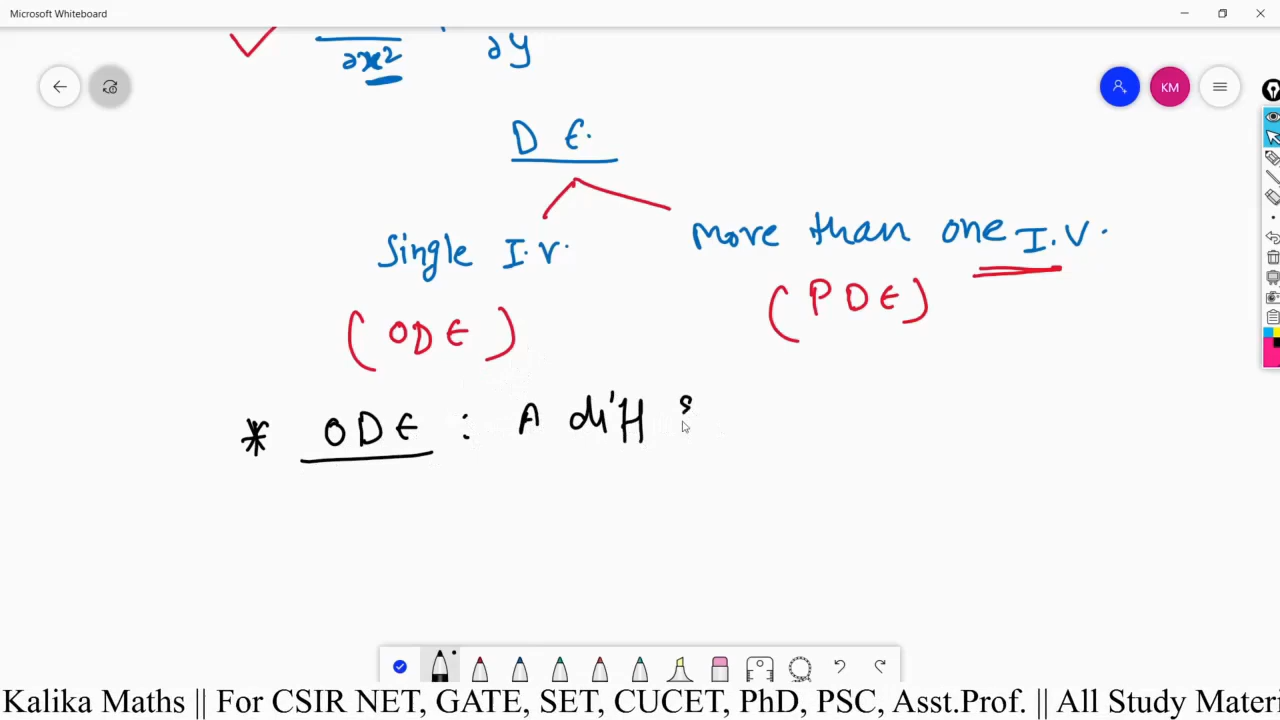 Microsoft Whiteboard
∂x² ∂y
KM
D E.
Single I.V. More than one I.V.
(ODE) (PDE)
* ODE : A diff
Kalika Maths || For CSIR NET, GATE, SET, CUCET, PhD, PSC, Asst.Prof. || All Study Materi